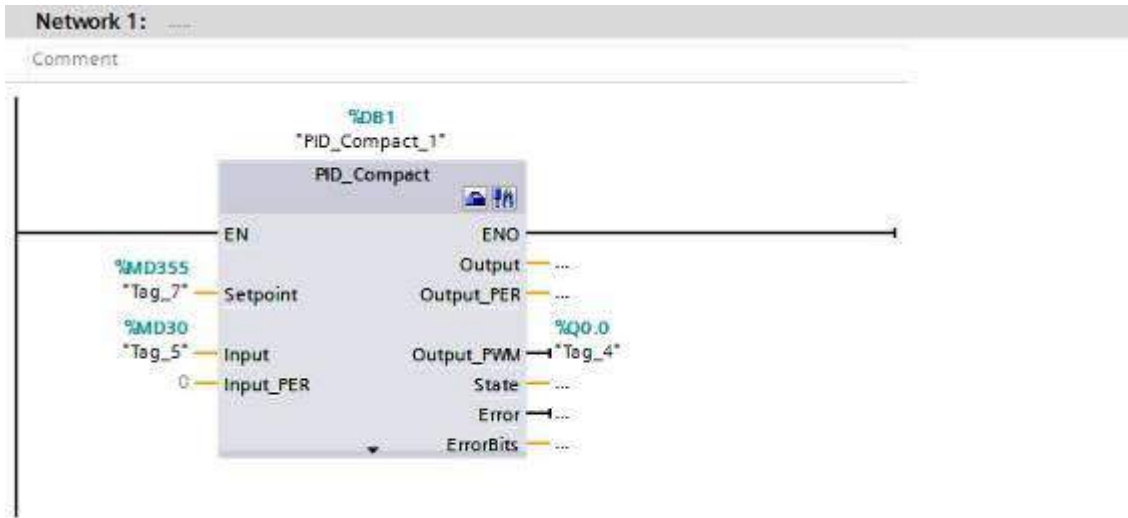 Network 1: .....
Comment
%DB1
"PID_Compact_1"
PID_Compact
EN
ENO
Output ...
%MD355
"Tag_7"
Setpoint
Output_PER ...
%MD30
"Tag_5"
Input
%Q0.0
Output_PWM "Tag_4"
0 Input_PER
State ...
Error ...
ErrorBits ...